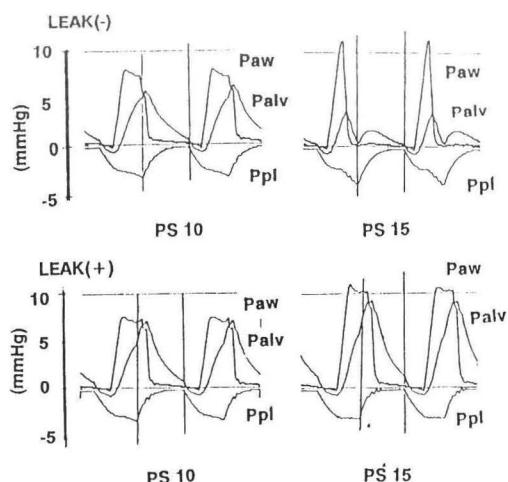 LEAK(-)
10
5
0
-5
(mmHg)
Paw
Palv
Ppl
PS 10
Paw
Palv
Ppl
PS 15
LEAK(+)
10
5
0
-5
(mmHg)
Paw
Palv
Ppl
PS 10
Paw
Palv
Ppl
PS 15